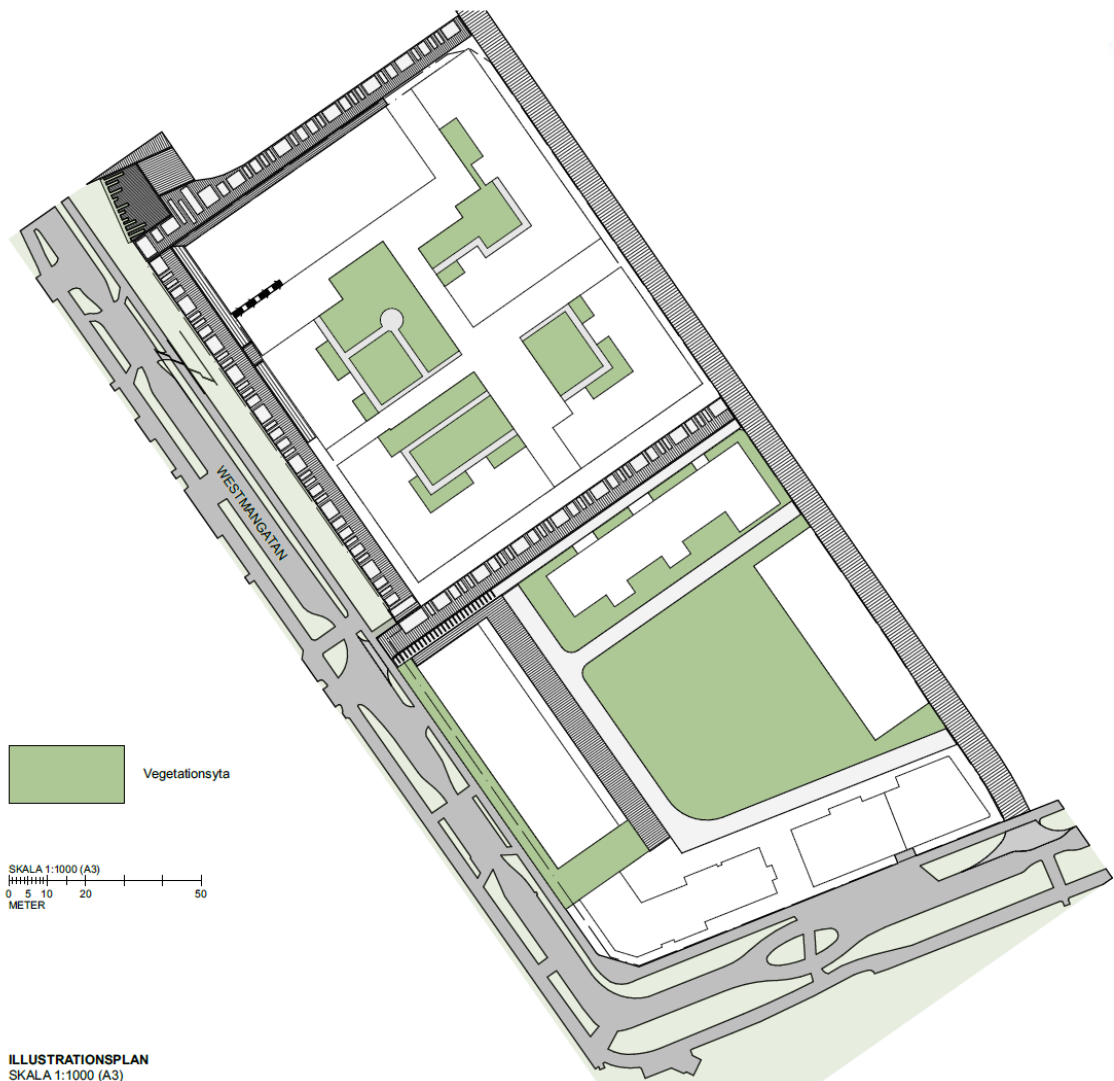 WESTMANGATAN
Vegetationsyta
SKALA 1:1000 (A3)
0 5 10 20 50
METER
ILLUSTRATIONSPLAN
SKALA 1:1000 (A3)